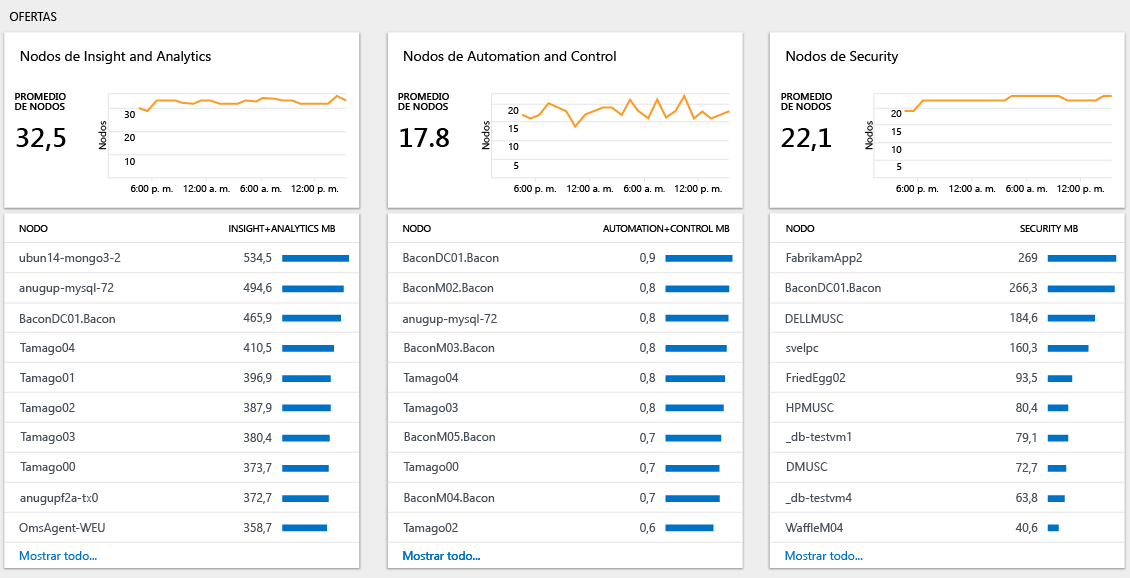 OFERTAS
Nodos de Insight and Analytics
PROMEDIO
DE NODOS
32,5
Nodos
30
20
10
6:00 p. m.
12:00 a. m.
6:00 a. m.
12:00 p. m.
NODO INSIGHT+ANALYTICS MB
ubun14-mongo3-2 534,5
anugup-mysql-72 494,6
BaconDC01.Bacon 465,9
Tamago04 410,5
Tamago01 396,9
Tamago02 387,9
Tamago03 380,4
Tamago00 373,7
anugupf2a-tx0 372,7
OmsAgent-WEU 358,7
Mostrar todo...
Nodos de Automation and Control
PROMEDIO
DE NODOS
17.8
Nodos
20
15
10
5
6:00 p. m.
12:00 a. m.
6:00 a. m.
12:00 p. m.
NODO AUTOMATION+CONTROL MB
BaconDC01.Bacon 0,9
BaconM02.Bacon 0,8
anugup-mysql-72 0,8
BaconM03.Bacon 0,8
Tamago04 0,8
Tamago03 0,8
BaconM05.Bacon 0,7
Tamago00 0,7
BaconM04.Bacon 0,7
Tamago02 0,6
Mostrar todo...
Nodos de Security
PROMEDIO
DE NODOS
22,1
Nodos
20
15
10
5
6:00 p. m.
12:00 a. m.
6:00 a. m.
12:00 p. m.
NODO SECURITY MB
FabrikamApp2 269
BaconDC01.Bacon 266,3
DELLMUSC 184,6
svelpc 160,3
FriedEgg02 93,5
HPMUSC 80,4
_db-testvm1 79,1
DMUSC 72,7
_db-testvm4 63,8
WaffleM04 40,6
Mostrar todo...